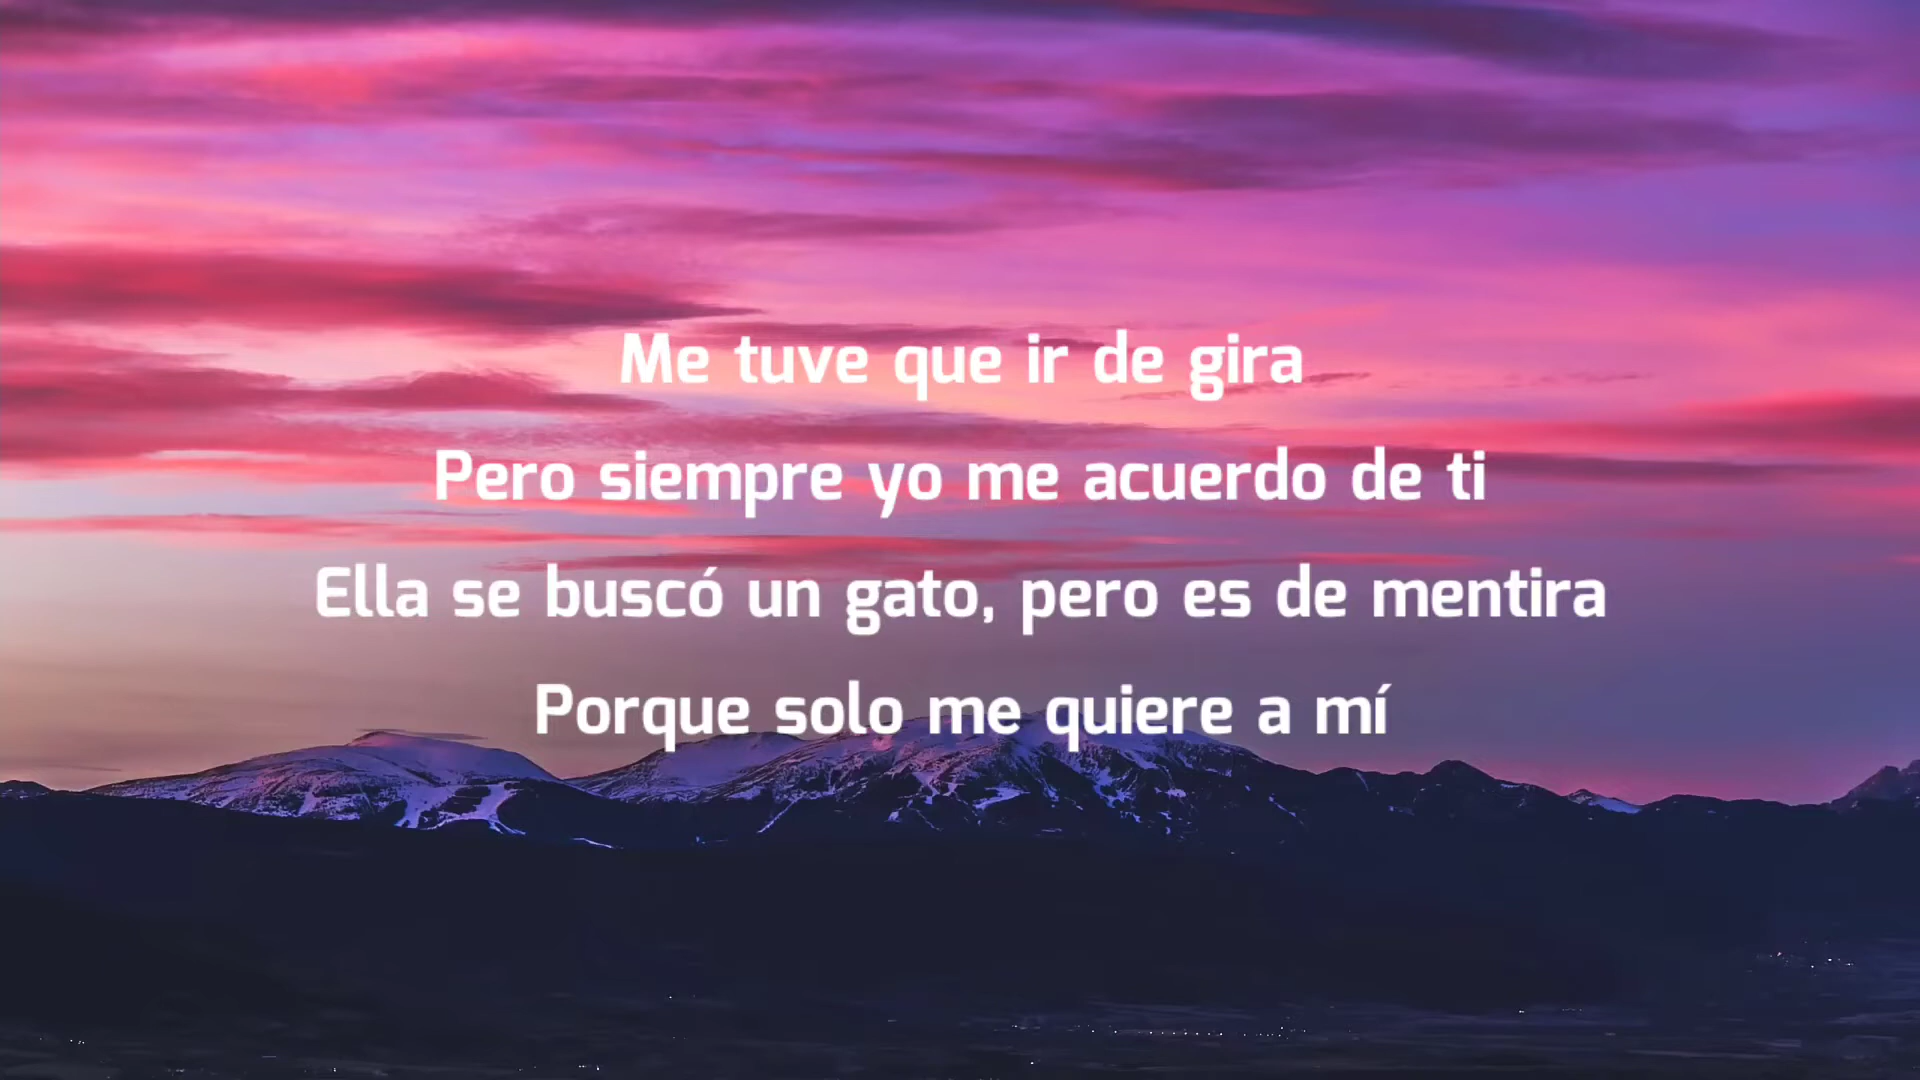 Me tuve que ir de gira
Pero siempre yo me acuerdo de ti
Ella se buscó un gato, pero es de mentira
Porque solo me quiere a mí